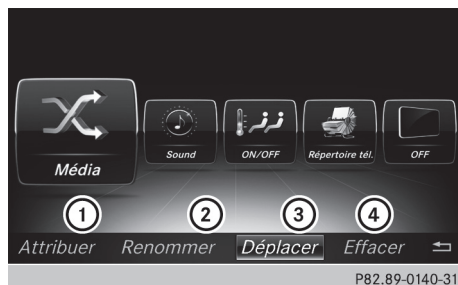 Média
Sound
ON/OFF
Répertoire tél.
OFF
1 2 3 4
Attribuer Renommer Déplacer Effacer
P82.89-0140-31